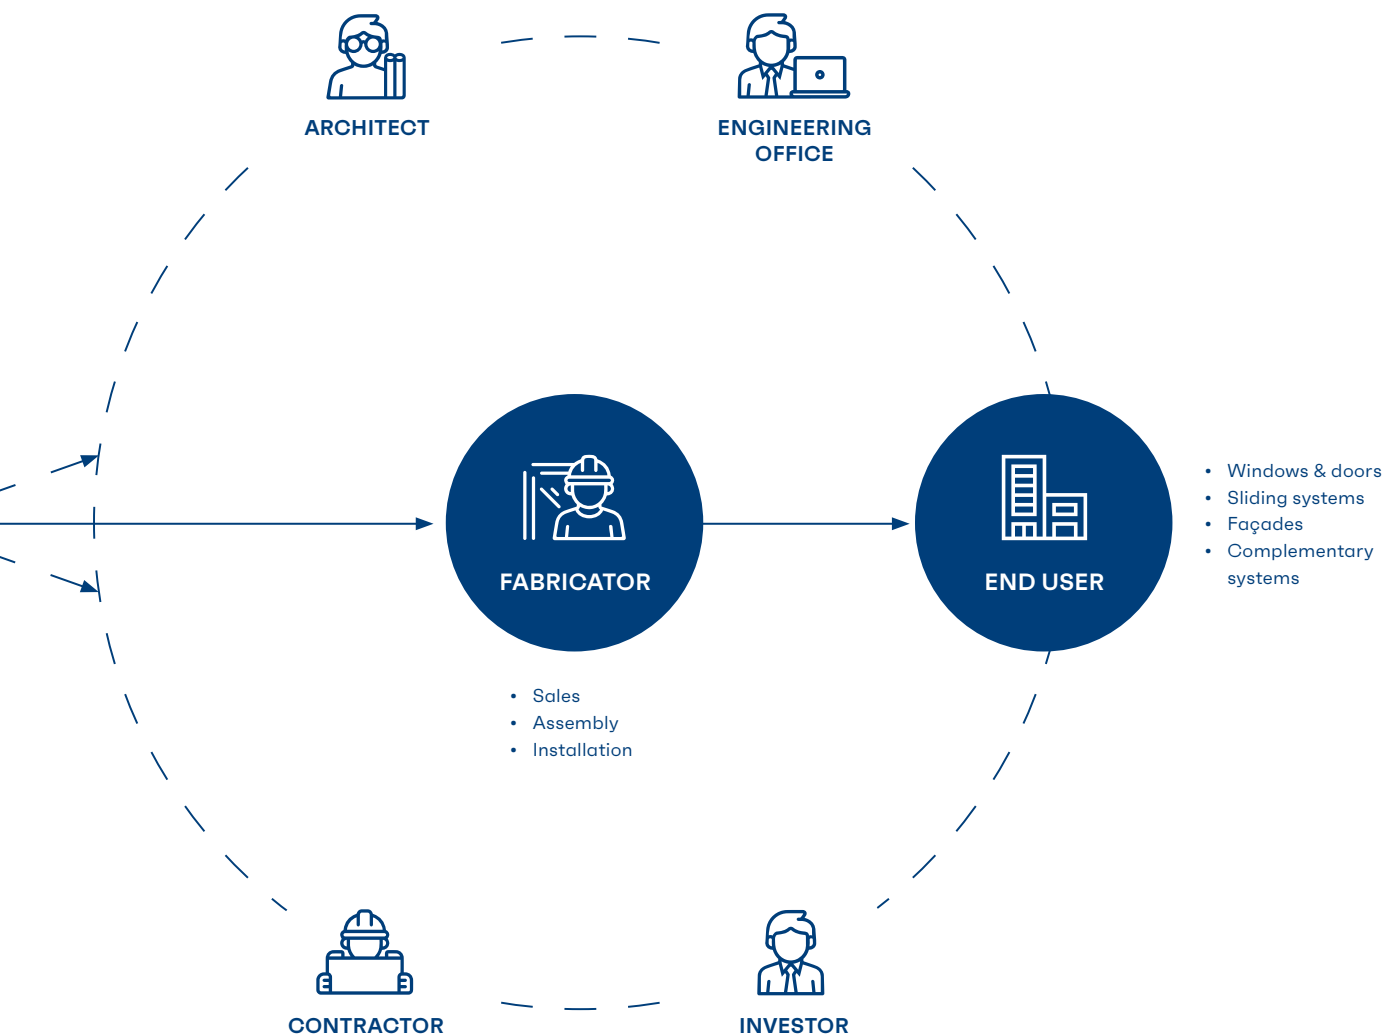 ARCHITECT
ENGINEERING
OFFICE
FABRICATOR
• Sales
• Assembly
• Installation
END USER
• Windows & doors
• Sliding systems
• Façades
• Complementary
systems
CONTRACTOR
INVESTOR